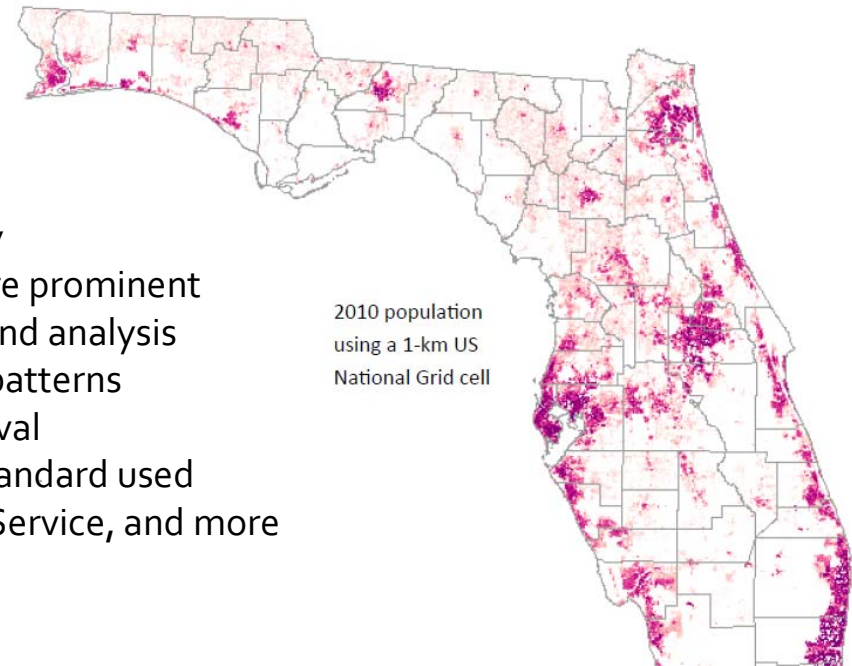 re prominent
nd analysis
patterns
val
andard used
Service, and more
2010 population
using a 1-km US
National Grid cell